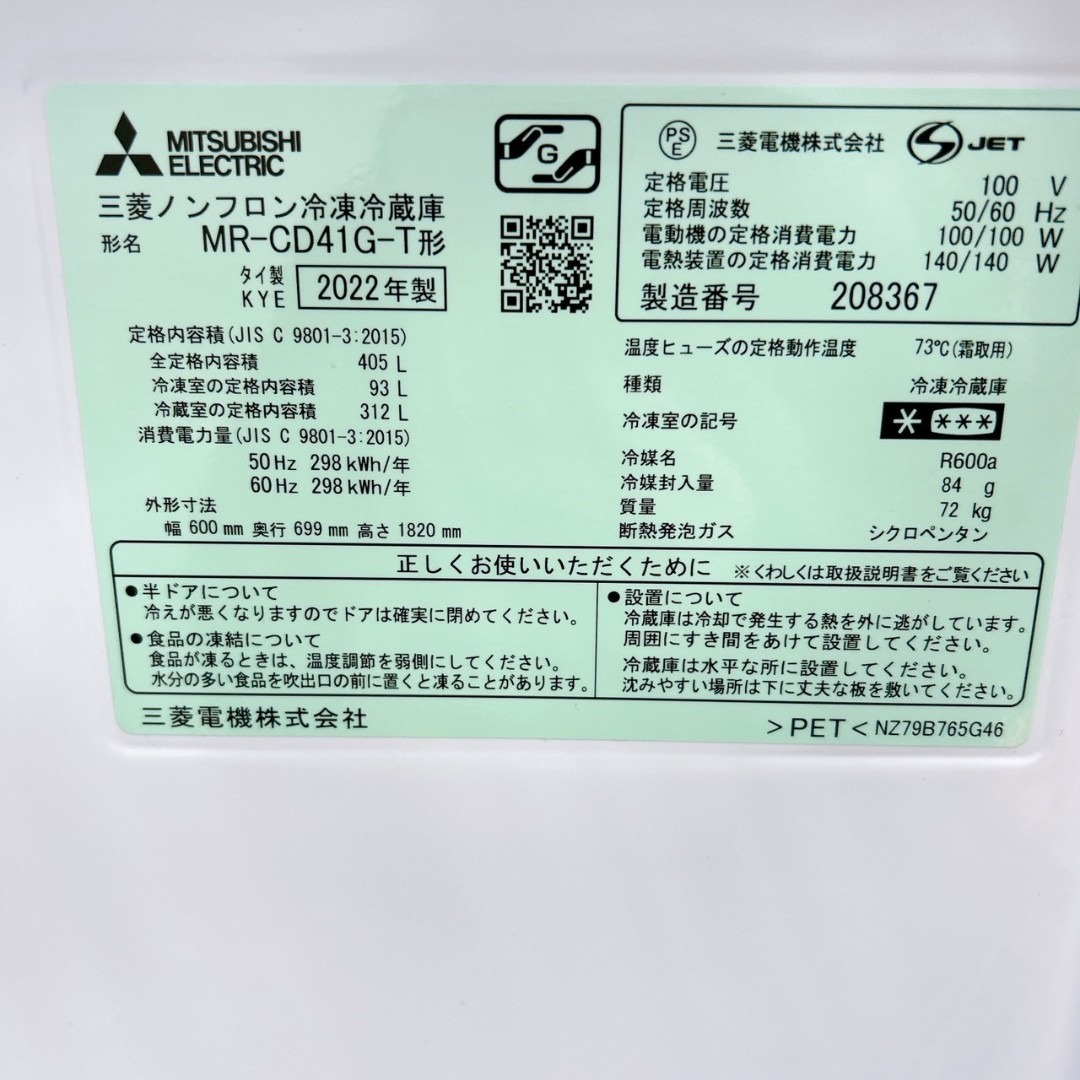 MITSUBISHI
ELECTRIC
三菱ノンフロン冷凍冷蔵庫
形名 MR-CD41G-T形
タイ製
KYE 2022年製
G
定格内容積(JIS C 9801-3:2015)
全定格内容積 405 L
冷凍室の定格内容積 93 L
冷蔵室の定格内容積 312 L
消費電力量(JIS C 9801-3:2015)
50Hz 298kWh/年
60Hz 298kWh/年
外形寸法
幅 600mm 奥行 699mm 高さ 1820mm
PS
E 三菱電機株式会社 JET
定格電圧 100 V
定格周波数 50/60 Hz
電動機の定格消費電力 100/100 W
電熱装置の定格消費電力 140/140 W
製造番号 208367
温度ヒューズの定格動作温度 73℃(霜取用)
種類 冷凍冷蔵庫
冷凍室の記号 * ***
冷媒名 R600a
冷媒封入量 84 g
質量 72 kg
断熱発泡ガス シクロペンタン
正しくお使いいただくために ※くわしくは取扱説明書をご覧ください
●半ドアについて
冷えが悪くなりますのでドアは確実に閉めてください。
●食品の凍結について
食品が凍るときは、温度調節を弱側にしてください。
水分の多い食品を吹出口の前に置くと凍ることがあります。
●設置について
冷蔵庫は冷却で発生する熱を外に逃がしています。
周囲にすき間をあけて設置してください。
冷蔵庫は水平な所に設置してください。
沈みやすい場所は下に丈夫な板を敷いてください。
三菱電機株式会社
>PET< NZ79B765G46